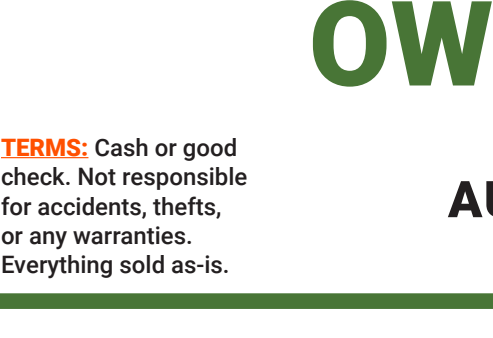 OW
TERMS: Cash or good
check. Not responsible
for accidents, thefts,
or any warranties.
Everything sold as-is.
AU